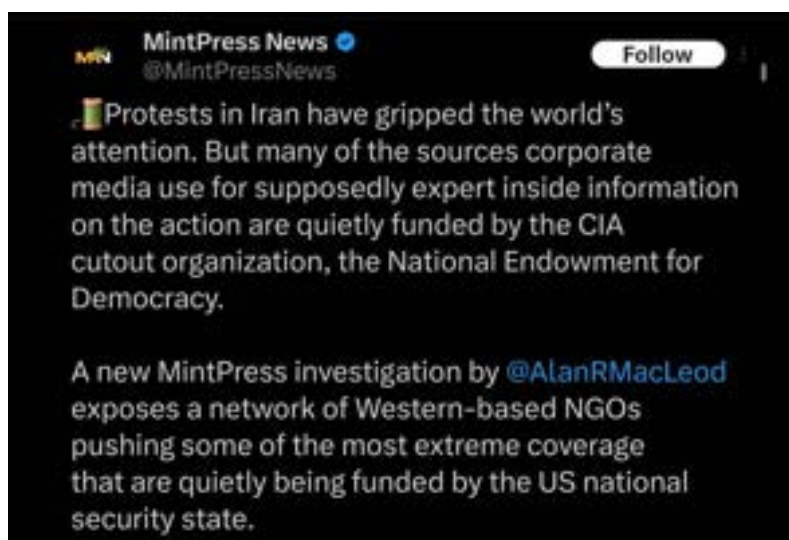 MintPress News
MN
@MintPressNews
Follow
Protests in Iran have gripped the world's
attention. But many of the sources corporate
media use for supposedly expert inside information
on the action are quietly funded by the CIA
cutout organization, the National Endowment for
Democracy.
A new MintPress investigation by @AlanRMacLeod
exposes a network of Western-based NGOs
pushing some of the most extreme coverage
that are quietly being funded by the US national
security state.